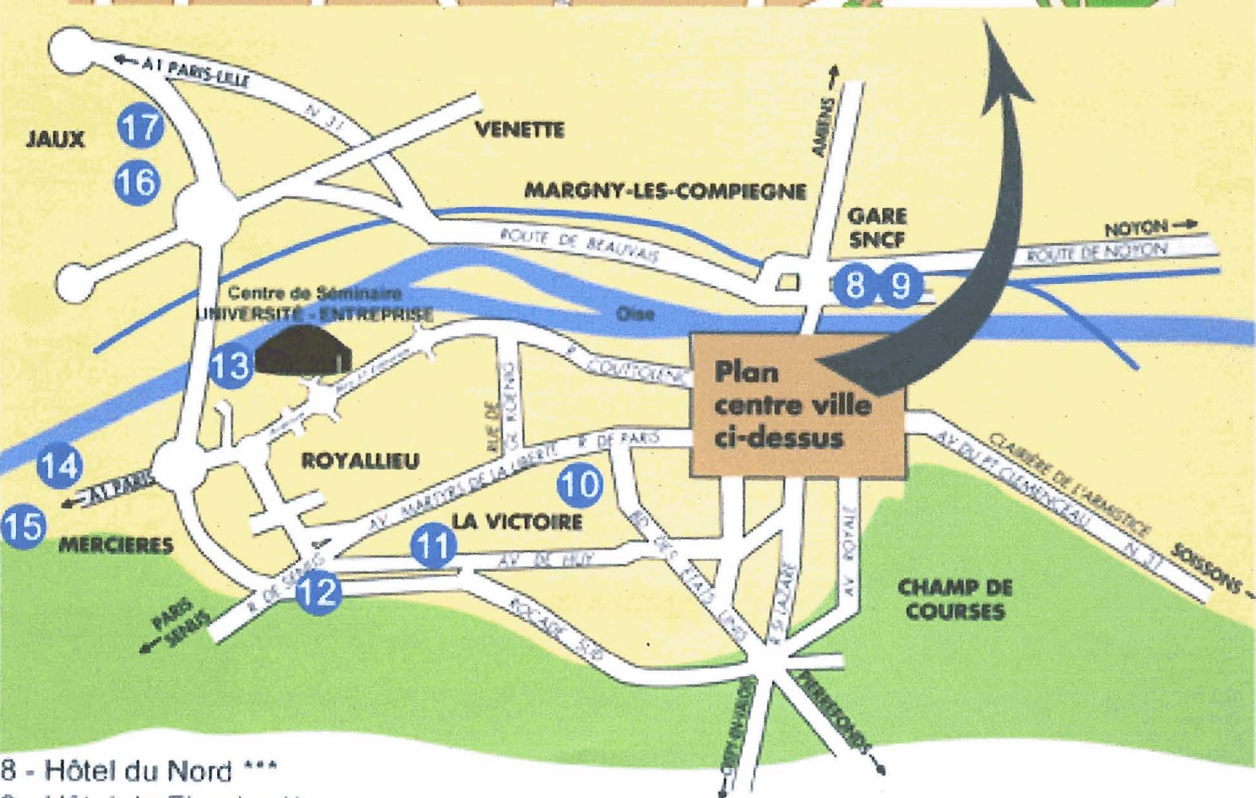 ← A1 PARIS-LILLE
N 31
JAUX
17
16
VENETTE
AMIENS
MARGNY-LES-COMPIEGNE
GARE
SNCF
NOYON →
ROUTE DE NOYON
ROUTE DE BEAUVAIS
8
9
Centre de Séminaire
UNIVERSITÉ - ENTREPRISE
Oise
13
R. COUTTOLENC
Plan
centre ville
ci-dessus
RUE DE
GL KOENIG
R. DE PARIS
ROYALLIEU
AV. MARTYRS DE LA LIBERTE
14
← A1 PARIS
15
MERCIERES
10
LA VICTOIRE
11
AV. DE HUY
12
R. DE SENLIS
PARIS
SENLIS
ROCADE SUD
BD DES ETATS UNIS
R. ST LAZARE
AV. ROYALE
AV DU PT CLEMENCEAU
CLAIRIÈRE DE L'ARMISTICE
N 31
SOISSONS →
CHAMP DE
COURSES
PIERREFONDS
8 - Hôtel du Nord ***